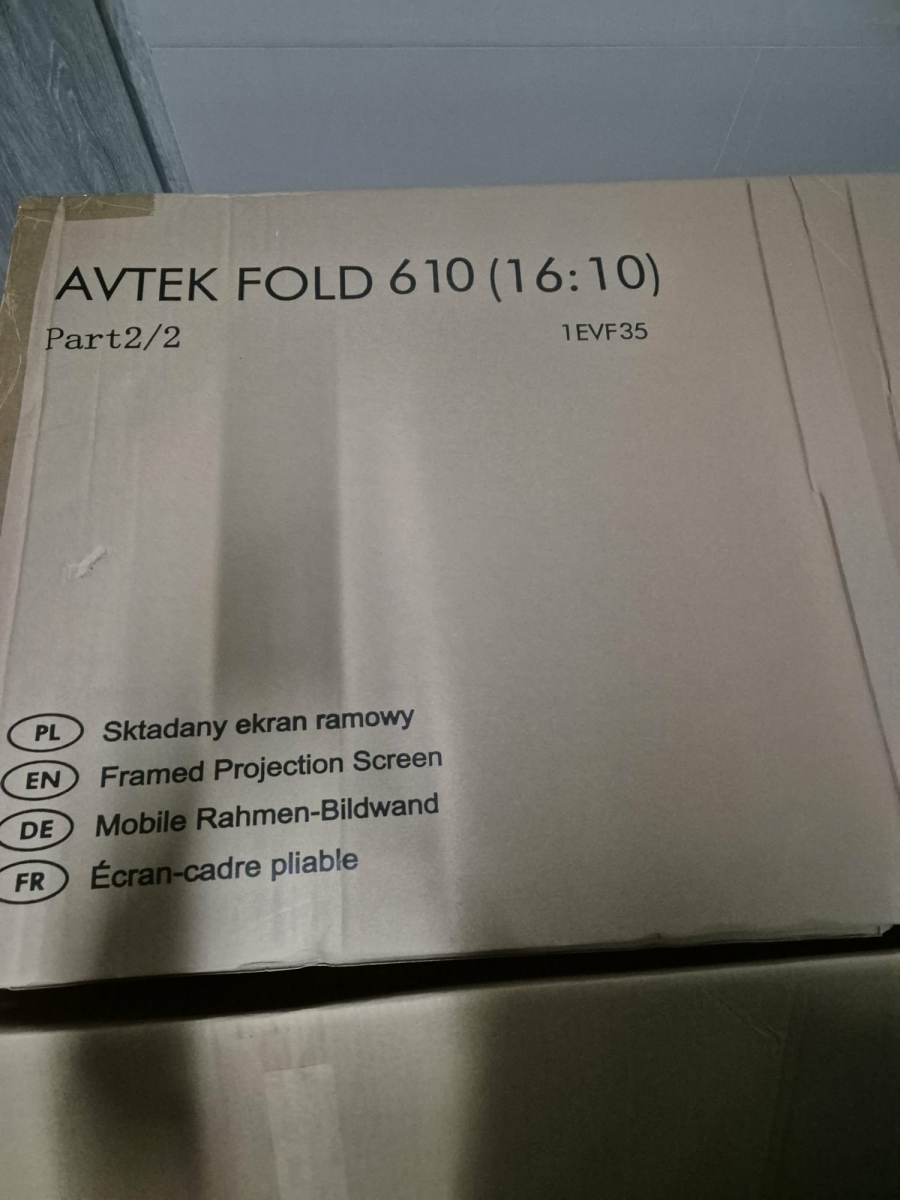 AVTEK FOLD 610 (16:10)
Part2/2 1EVF35
PL Sktadany ekran ramowy
EN Framed Projection Screen
DE Mobile Rahmen-Bildwand
FR Écran-cadre pliable